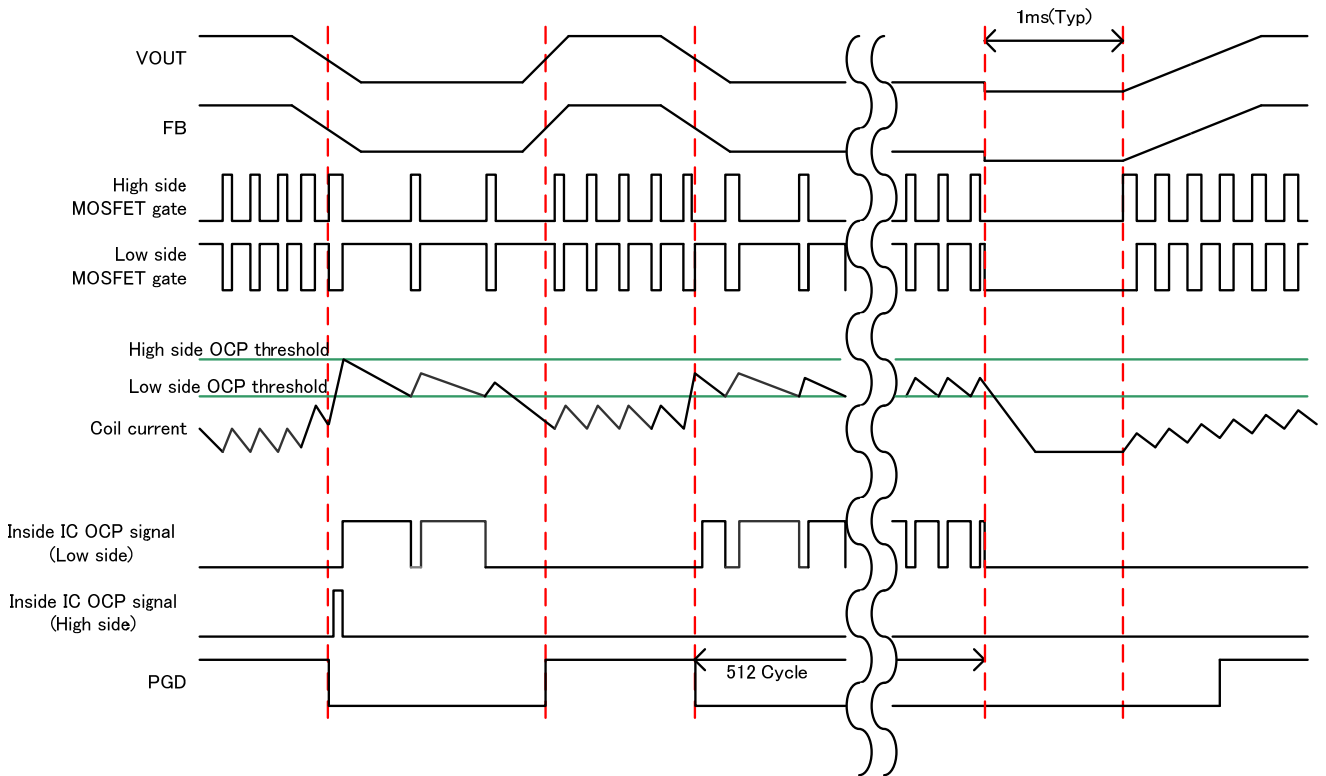 1ms(Typ)
VOUT
FB
High side
MOSFET gate
Low side
MOSFET gate
High side OCP threshold
Low side OCP threshold
Coil current
Inside IC OCP signal
(Low side)
Inside IC OCP signal
(High side)
512 Cycle
PGD